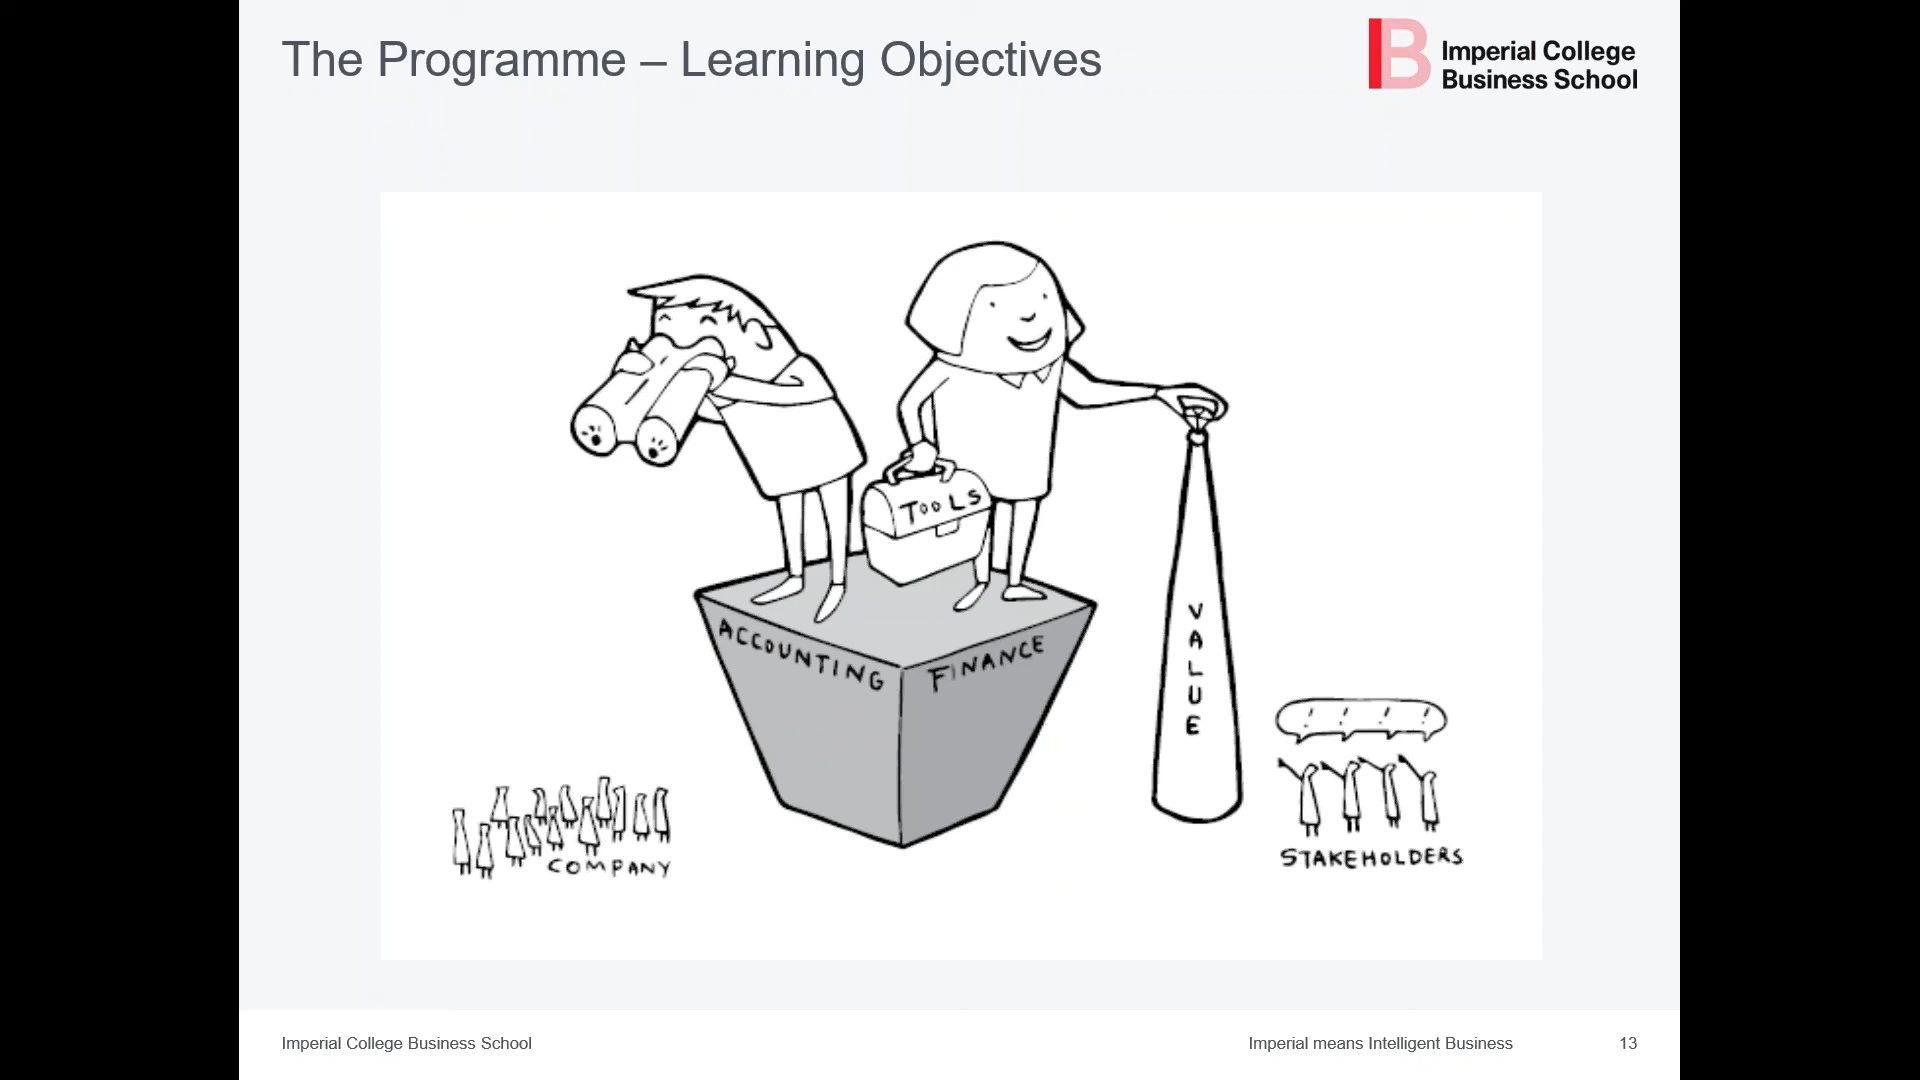 The Programme – Learning Objectives
B
Imperial College
Business School
TOOLS
ACCOUNTING
FINANCE
VALUE
! ! ! !
COMPANY
STAKEHOLDERS
Imperial College Business School
Imperial means Intelligent Business
13